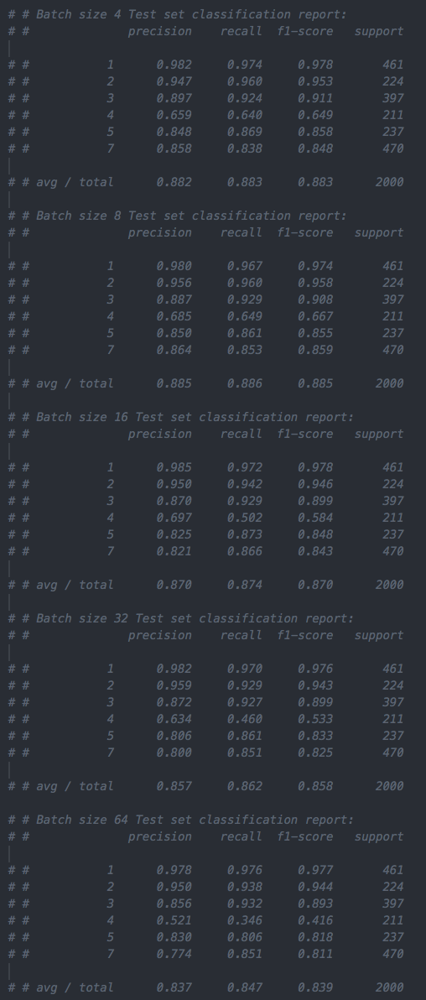 # # Batch size 4 Test set classification report:
# # precision recall f1-score support
# # 1 0.982 0.974 0.978 461
# # 2 0.947 0.960 0.953 224
# # 3 0.897 0.924 0.911 397
# # 4 0.659 0.640 0.649 211
# # 5 0.848 0.869 0.858 237
# # 7 0.858 0.838 0.848 470
# # avg / total 0.882 0.883 0.883 2000
# # Batch size 8 Test set classification report:
# # precision recall f1-score support
# # 1 0.980 0.967 0.974 461
# # 2 0.956 0.960 0.958 224
# # 3 0.887 0.929 0.908 397
# # 4 0.685 0.649 0.667 211
# # 5 0.850 0.861 0.855 237
# # 7 0.864 0.853 0.859 470
# # avg / total 0.885 0.886 0.885 2000
# # Batch size 16 Test set classification report:
# # precision recall f1-score support
# # 1 0.985 0.972 0.978 461
# # 2 0.950 0.942 0.946 224
# # 3 0.870 0.929 0.899 397
# # 4 0.697 0.502 0.584 211
# # 5 0.825 0.873 0.848 237
# # 7 0.821 0.866 0.843 470
# # avg / total 0.870 0.874 0.870 2000
# # Batch size 32 Test set classification report:
# # precision recall f1-score support
# # 1 0.982 0.970 0.976 461
# # 2 0.959 0.929 0.943 224
# # 3 0.872 0.927 0.899 397
# # 4 0.634 0.460 0.533 211
# # 5 0.806 0.861 0.833 237
# # 7 0.800 0.851 0.825 470
# # avg / total 0.857 0.862 0.858 2000
# # Batch size 64 Test set classification report:
# # precision recall f1-score support
# # 1 0.978 0.976 0.977 461
# # 2 0.950 0.938 0.944 224
# # 3 0.856 0.932 0.893 397
# # 4 0.521 0.346 0.416 211
# # 5 0.830 0.806 0.818 237
# # 7 0.774 0.851 0.811 470
# # avg / total 0.837 0.847 0.839 2000